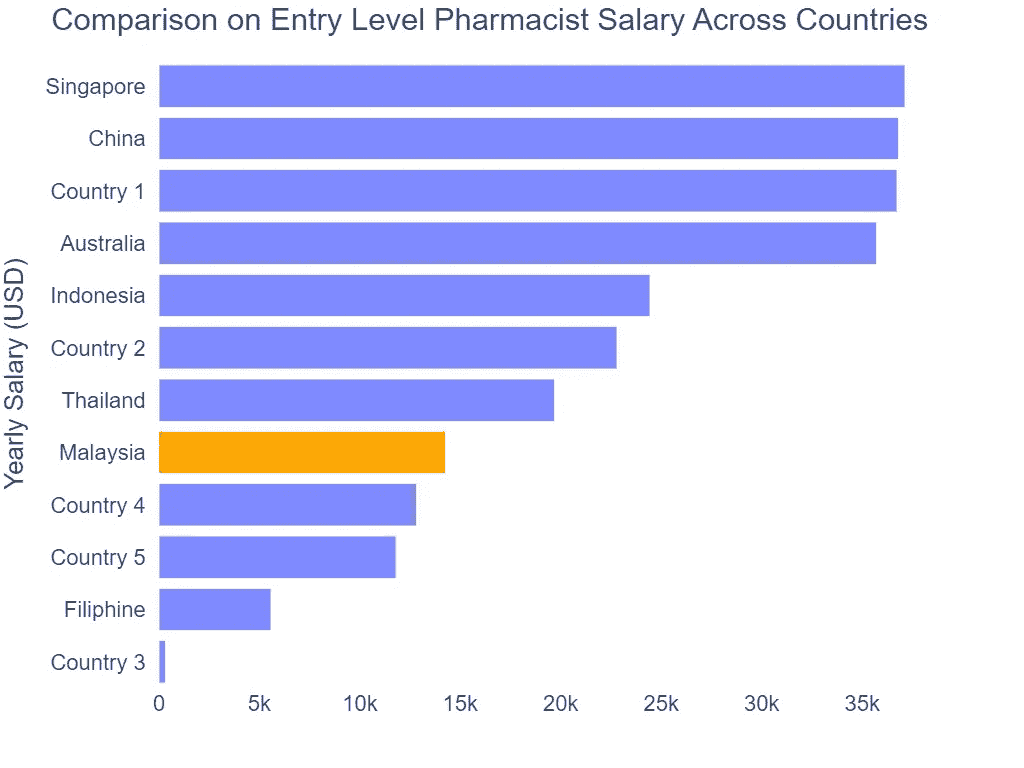 Comparison on Entry Level Pharmacist Salary Across Countries
Yearly Salary (USD)
Singapore
China
Country 1
Australia
Indonesia
Country 2
Thailand
Malaysia
Country 4
Country 5
Filiphine
Country 3
0 5k 10k 15k 20k 25k 30k 35k